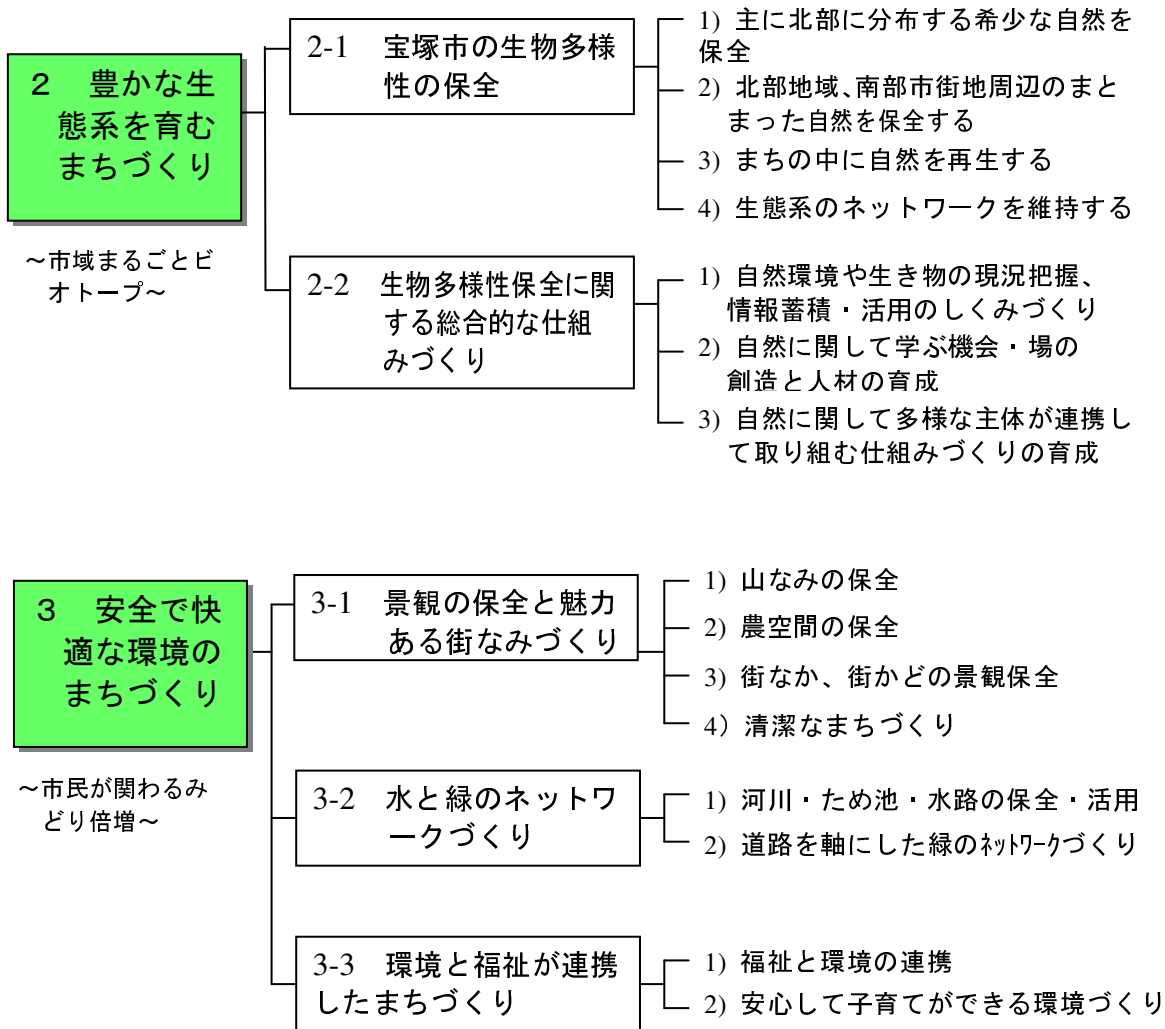 ２　豊かな生
態系を育む
まちづくり
～市域まるごとビ
オトープ～
2-1　宝塚市の生物多様
性の保全
1) 主に北部に分布する希少な自然を
保全
2) 北部地域、南部市街地周辺のまと
まった自然を保全する
3) まちの中に自然を再生する
4) 生態系のネットワークを維持する
2-2　生物多様性保全に関
する総合的な仕組
みづくり
1) 自然環境や生き物の現況把握、
情報蓄積・活用のしくみづくり
2) 自然に関して学ぶ機会・場の
創造と人材の育成
3) 自然に関して多様な主体が連携し
て取り組む仕組みづくりの育成
３　安全で快
適な環境の
まちづくり
～市民が関わるみ
どり倍増～
3-1　景観の保全と魅力
ある街なみづくり
1) 山なみの保全
2) 農空間の保全
3) 街なか、街かどの景観保全
4）清潔なまちづくり
3-2　水と緑のネットワ
ークづくり
1) 河川・ため池・水路の保全・活用
2) 道路を軸にした緑のﾈｯﾄﾜｰｸづくり
3-3　環境と福祉が連携
したまちづくり
1) 福祉と環境の連携
2) 安心して子育てができる環境づくり